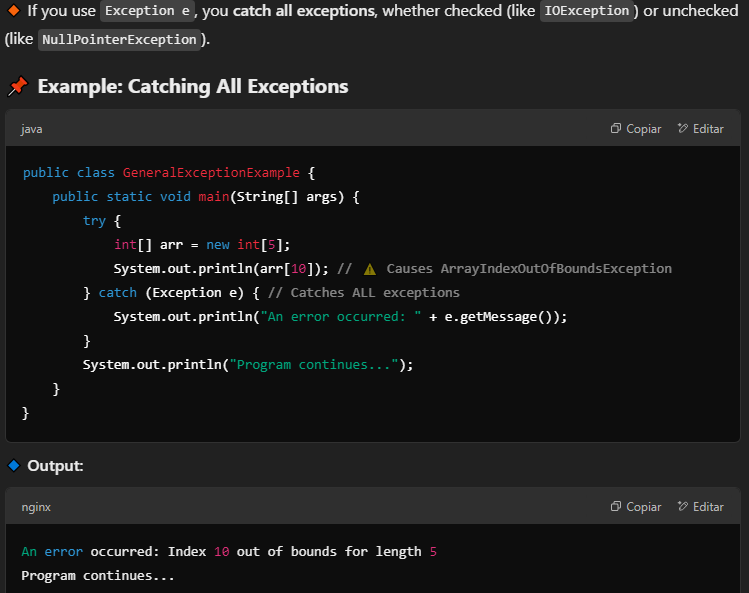 If you use Exception e, you catch all exceptions, whether checked (like IOException) or unchecked
(like NullPointerException).
Example: Catching All Exceptions
java Copiar Editar
public class GeneralExceptionExample {
    public static void main(String[] args) {
        try {
            int[] arr = new int[5];
            System.out.println(arr[10]); // ⚠ Causes ArrayIndexOutOfBoundsException
        } catch (Exception e) { // Catches ALL exceptions
            System.out.println("An error occurred: " + e.getMessage());
        }
        System.out.println("Program continues...");
    }
}
Output:
nginx Copiar Editar
An error occurred: Index 10 out of bounds for length 5
Program continues...